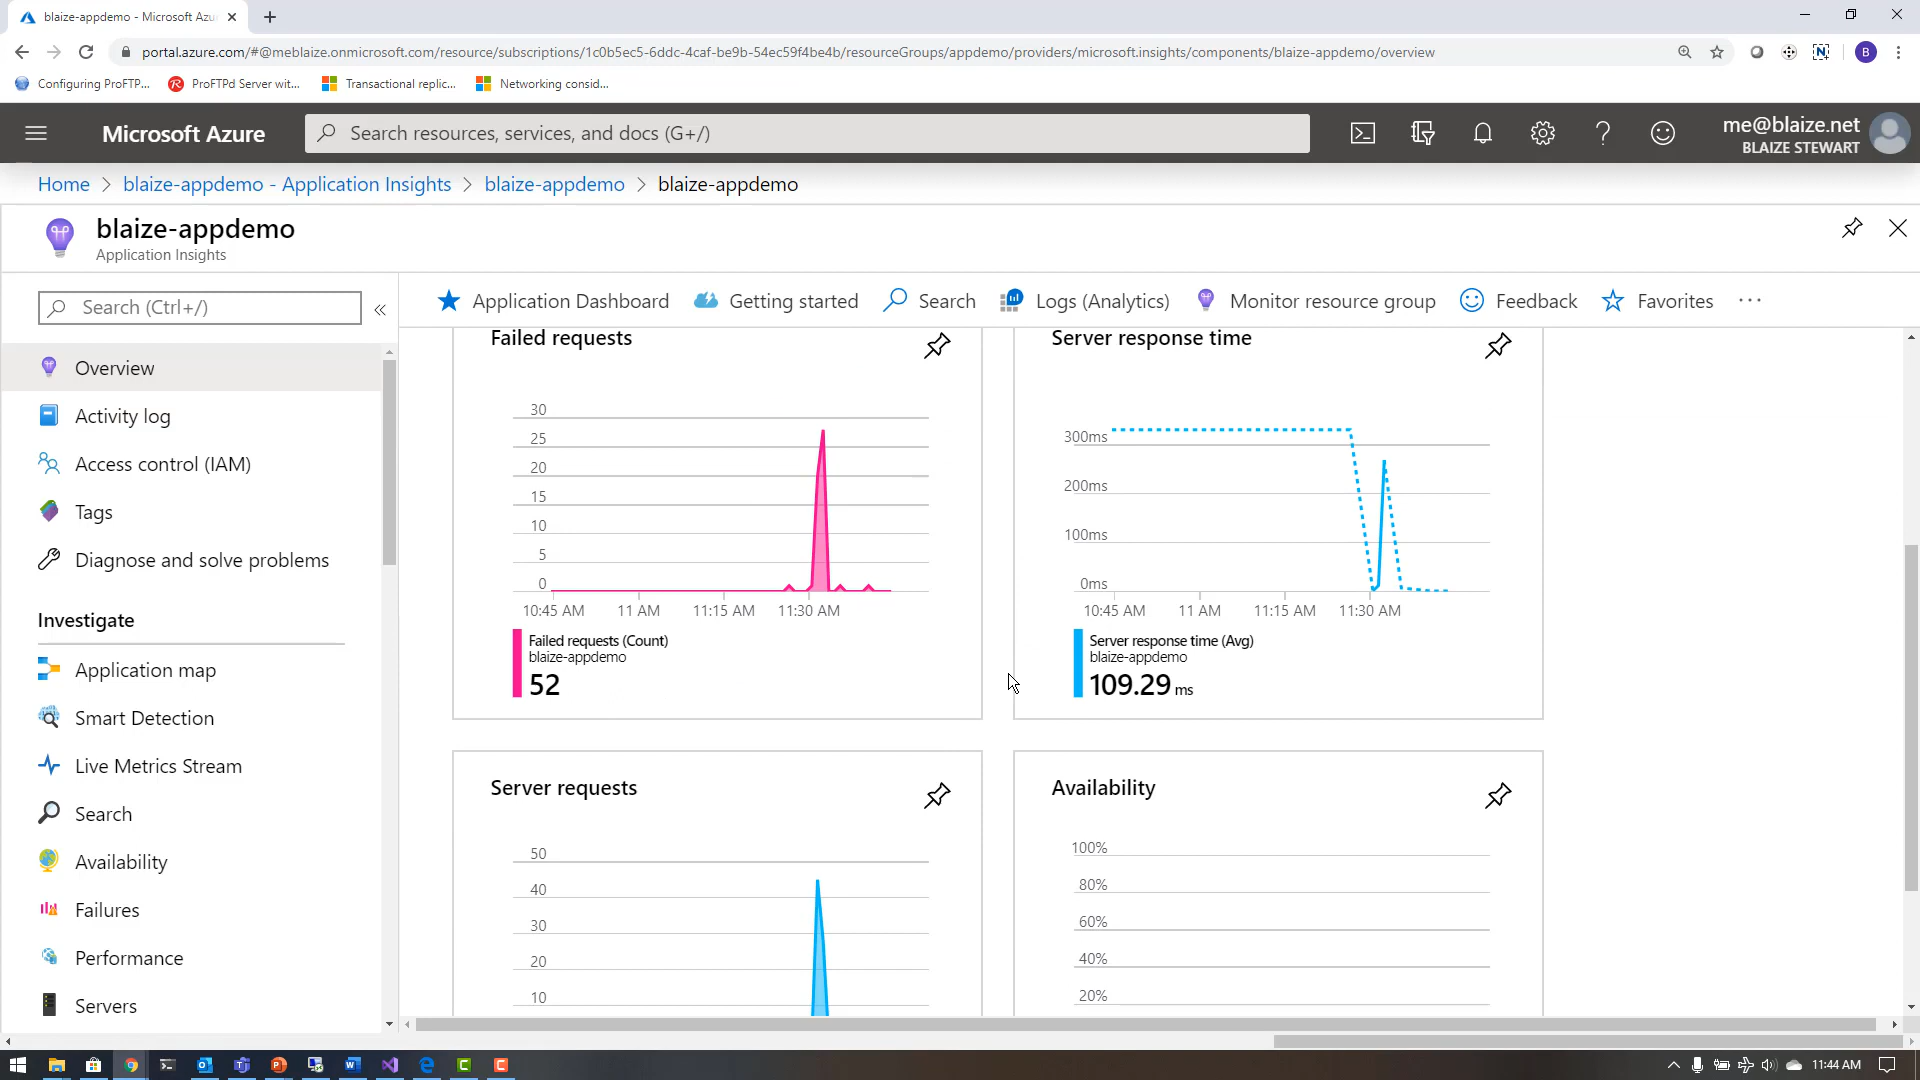 blaize-appdemo - Microsoft Azu
portal.azure.com/#@meblaize.onmicrosoft.com/resource/subscriptions/1c0b5ec5-6ddc-4caf-be9b-54ec59f4be4b/resourceGroups/appdemo/providers/microsoft.insights/components/blaize-appdemo/overview
B
Configuring ProFTP... ProFTPd Server wit... Transactional replic... Networking consid...
Microsoft Azure
Search resources, services, and docs (G+/)
me@blaize.net
BLAIZE STEWART
Home > blaize-appdemo - Application Insights > blaize-appdemo > blaize-appdemo
blaize-appdemo
Application Insights
Search (Ctrl+/)
Application Dashboard Getting started Search Logs (Analytics) Monitor resource group Feedback Favorites ...
Overview
Activity log
Access control (IAM)
Tags
Diagnose and solve problems
Investigate
Application map
Smart Detection
Live Metrics Stream
Search
Availability
Failures
Performance
Servers
Failed requests
30
25
20
15
10
5
0
10:45 AM 11 AM 11:15 AM 11:30 AM
Failed requests (Count)
blaize-appdemo
52
Server response time
300ms
200ms
100ms
0ms
10:45 AM 11 AM 11:15 AM 11:30 AM
Server response time (Avg)
blaize-appdemo
109.29 ms
Server requests
50
40
30
20
10
Availability
100%
80%
60%
40%
20%
11:44 AM